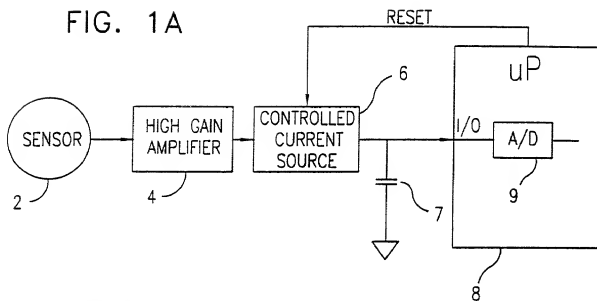 FIG. 1A
RESET
6
uP
SENSOR
HIGH GAIN
AMPLIFIER
CONTROLLED
CURRENT
SOURCE
I/O
A/D
2
4
7
9
8